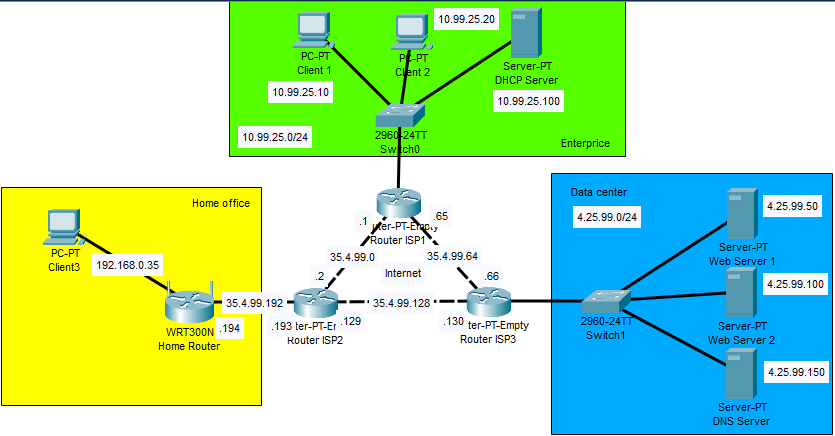 10.99.25.20
PC-PT
Client 1
PC-PT
Client 2
Server-PT
DHCP Server
10.99.25.10
10.99.25.100
10.99.25.0/24
2960-24TT
Switch0
Enterprice
Home office
Data center
4.25.99.0/24
4.25.99.50
Server-PT
Web Server 1
PC-PT
Client3
192.168.0.35
.1
.65
uter-PT-Empty
Router ISP1
35.4.99.0
35.4.99.64
Internet
.2
.66
4.25.99.100
Server-PT
Web Server 2
35.4.99.192
35.4.99.128
WRT300N
Home Router
.194
.193
ter-PT-Er
.129
Router ISP2
.130
ter-PT-Empty
Router ISP3
2960-24TT
Switch1
4.25.99.150
Server-PT
DNS Server